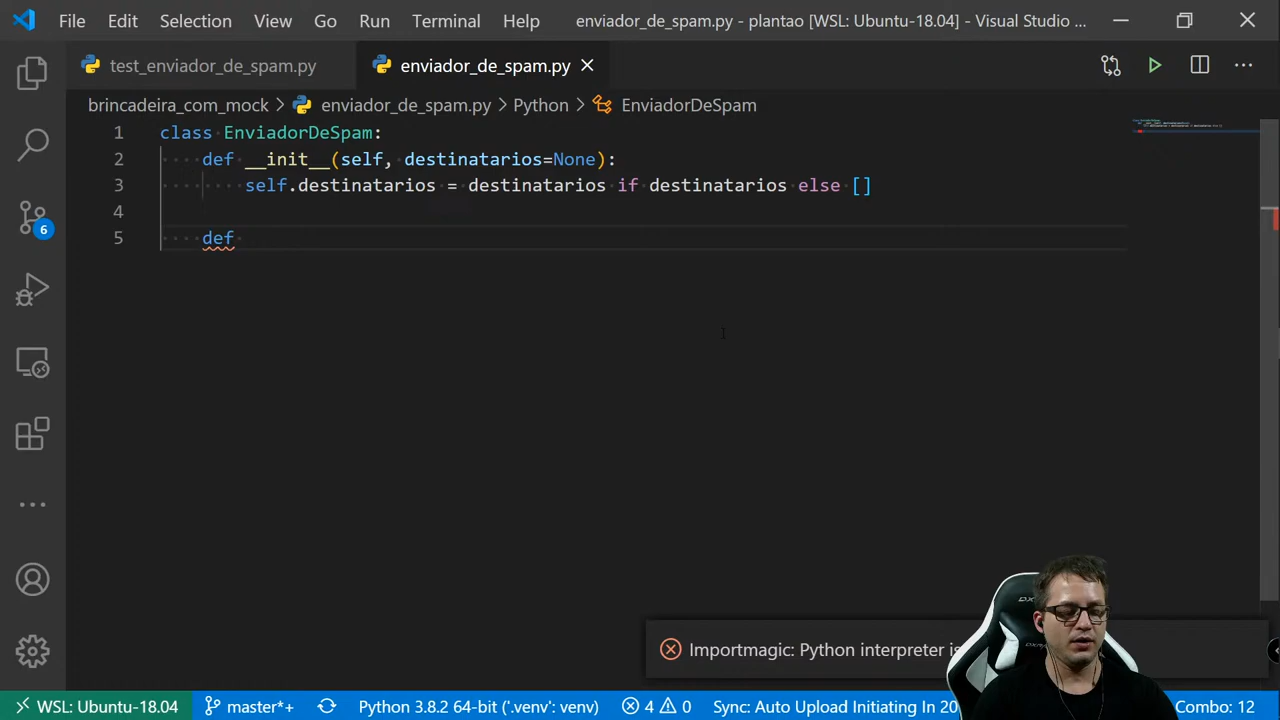 File Edit Selection View Go Run Terminal Help enviador_de_spam.py - plantao [WSL: Ubuntu-18.04] - Visual Studio ...
test_enviador_de_spam.py enviador_de_spam.py
brincadeira_com_mock > enviador_de_spam.py > Python > EnviadorDeSpam
1 class EnviadorDeSpam:
2 def __init__(self, destinatarios=None):
3 self.destinatarios = destinatarios if destinatarios else []
4
5 def
6
Importmagic: Python interpreter
WSL: Ubuntu-18.04 master*+ Python 3.8.2 64-bit ('.venv': venv) 4 0 Sync: Auto Upload Initiating In 20 Combo: 12